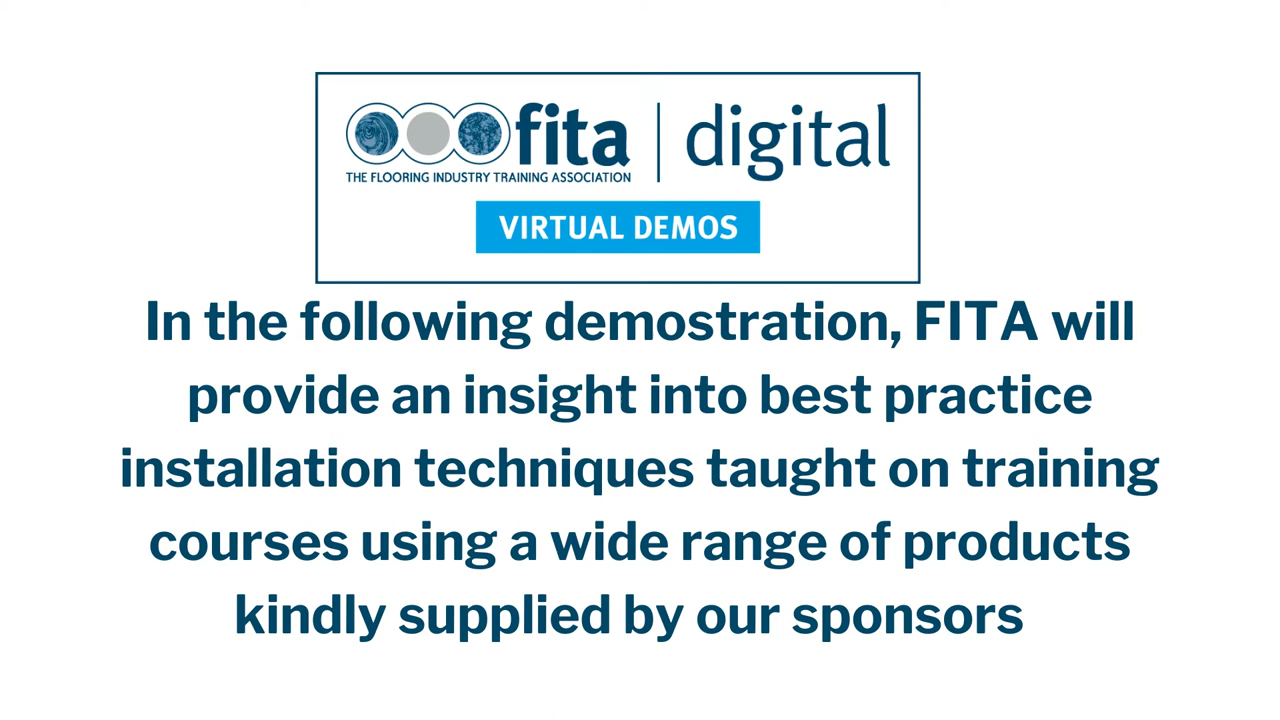 fita | digital
THE FLOORING INDUSTRY TRAINING ASSOCIATION
VIRTUAL DEMOS
In the following demostration, FITA will
provide an insight into best practice
installation techniques taught on training
courses using a wide range of products
kindly supplied by our sponsors